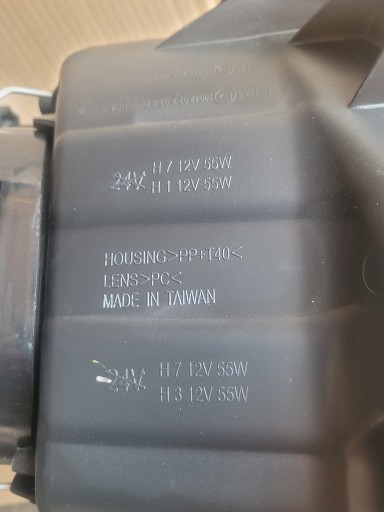 24V H 7 12V 55W
H 1 12V 55W
HOUSING>PP+T40<
LENS>PC<
MADE IN TAIWAN
24V H 7 12V 55W
H 3 12V 55W